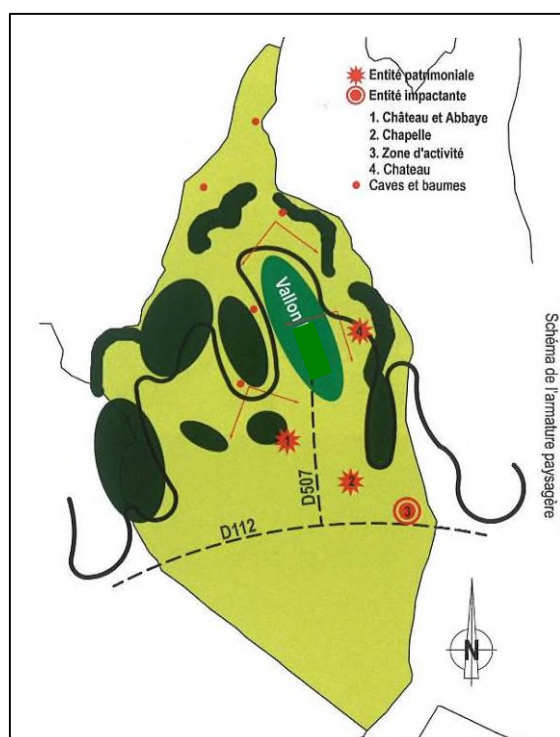 Entité patrimoniale
Entité impactante
1. Château et Abbaye
2. Chapelle
3. Zone d'activité
4. Chateau
Caves et baumes
Vallon
4
1
2
3
D507
D112
N
Schéma de l'armature paysagère